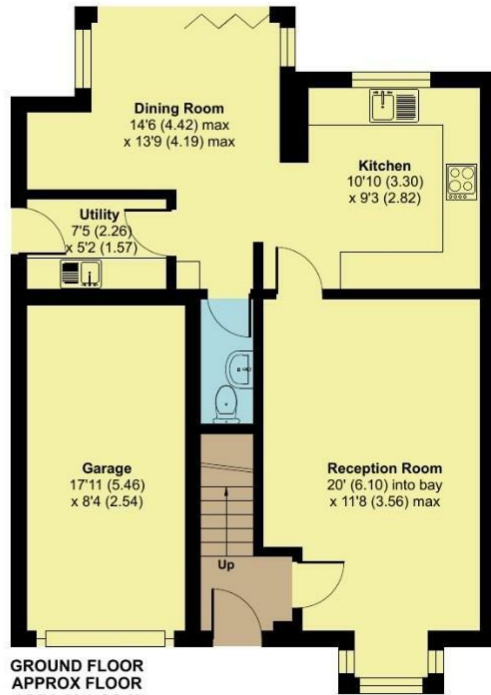 Dining Room
14'6 (4.42) max
x 13'9 (4.19) max
Kitchen
10'10 (3.30)
x 9'3 (2.82)
Utility
7'5 (2.26)
x 5'2 (1.57)
Garage
17'11 (5.46)
x 8'4 (2.54)
Reception Room
20' (6.10) into bay
x 11'8 (3.56) max
Up
GROUND FLOOR
APPROX FLOOR